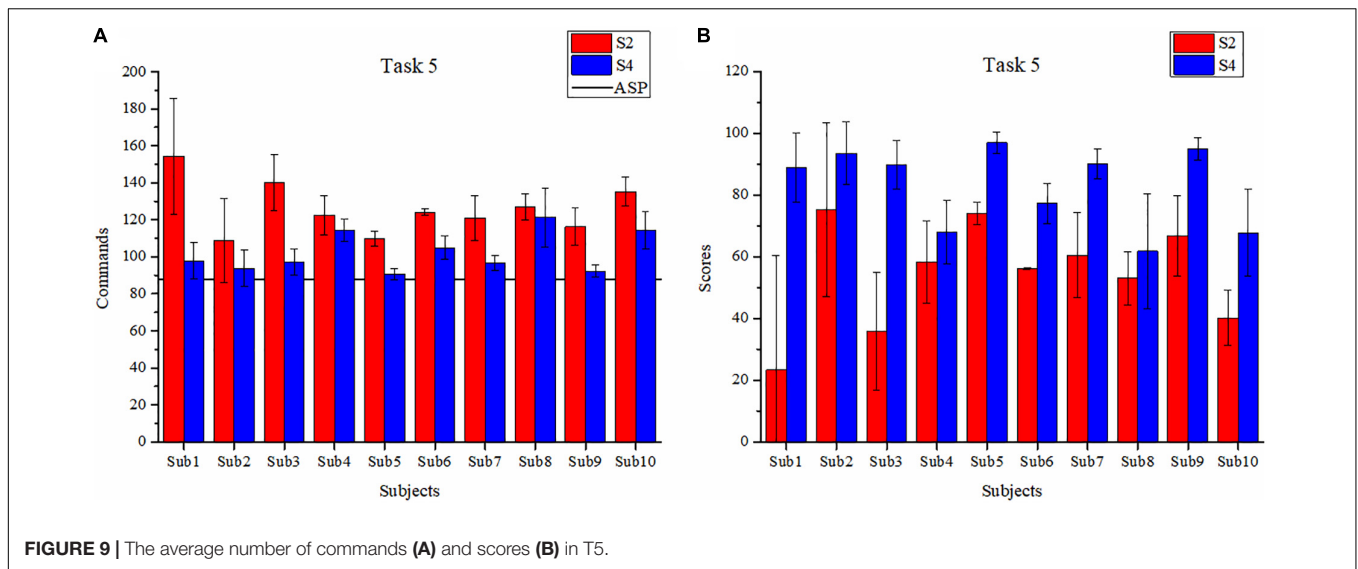 A
Task 5
S2
S4
ASP
200
180
160
140
120
100
80
60
40
20
0
Commands
Sub1 Sub2 Sub3 Sub4 Sub5 Sub6 Sub7 Sub8 Sub9 Sub10
Subjects
B
Task 5
S2
S4
120
100
80
60
40
20
0
Scores
Sub1 Sub2 Sub3 Sub4 Sub5 Sub6 Sub7 Sub8 Sub9 Sub10
Subjects
FIGURE 9 | The average number of commands (A) and scores (B) in T5.